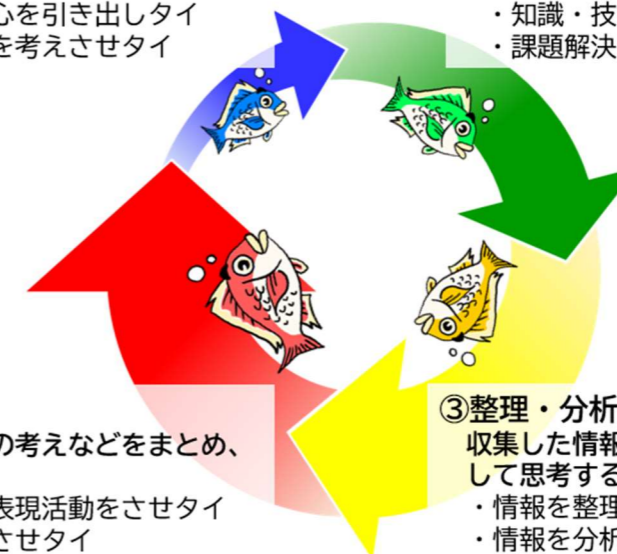 心を引き出しタイ
を考えさせタイ
・知識・技
・課題解決
③整理・分析
収集した情報
して思考する
・情報を整理
・情報を分析
の考えなどをまとめ、
表現活動をさせタイ
させタイ